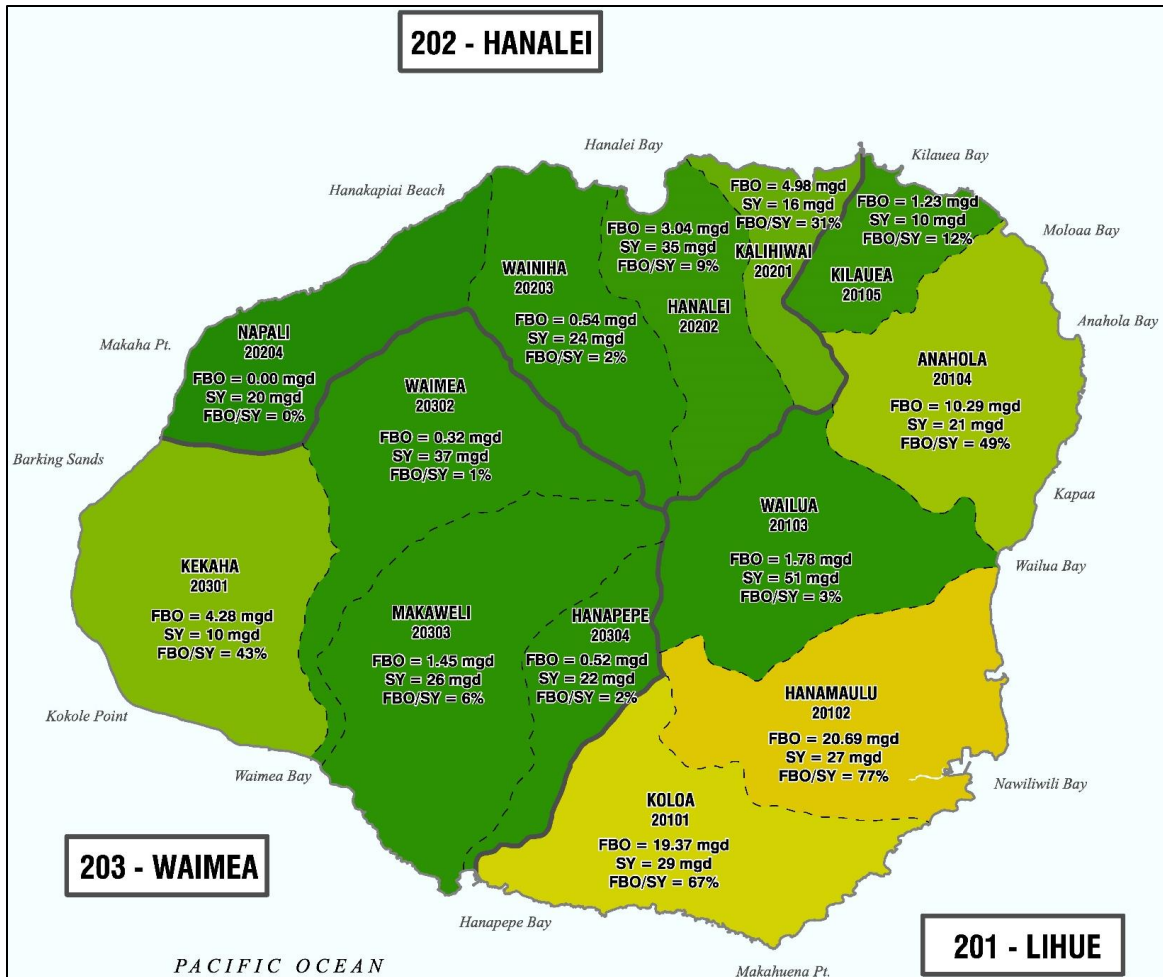 202 - HANALEI
Hanalei Bay
Kilauea Bay
Hanakapiai Beach
FBO = 4.98 mgd
SY = 16 mgd
FBO/SY = 31%
KALIHIWAI
20201
FBO = 1.23 mgd
SY = 10 mgd
FBO/SY = 12%
KILAUEA
20105
Moloaa Bay
FBO = 3.04 mgd
SY = 35 mgd
FBO/SY = 9%
HANALEI
20202
WAINIHA
20203
FBO = 0.54 mgd
SY = 24 mgd
FBO/SY = 2%
NAPALI
20204
FBO = 0.00 mgd
SY = 20 mgd
FBO/SY = 0%
Makaha Pt.
Anahola Bay
WAIMEA
20302
FBO = 0.32 mgd
SY = 37 mgd
FBO/SY = 1%
ANAHOLA
20104
FBO = 10.29 mgd
SY = 21 mgd
FBO/SY = 49%
Barking Sands
Kapaa
WAILUA
20103
FBO = 1.78 mgd
SY = 51 mgd
FBO/SY = 3%
Wailua Bay
KEKAHA
20301
FBO = 4.28 mgd
SY = 10 mgd
FBO/SY = 43%
MAKAWELI
20303
FBO = 1.45 mgd
SY = 26 mgd
FBO/SY = 6%
HANAPEPE
20304
FBO = 0.52 mgd
SY = 22 mgd
FBO/SY = 2%
HANAMAULU
20102
FBO = 20.69 mgd
SY = 27 mgd
FBO/SY = 77%
Kokole Point
Waimea Bay
Nawiliwili Bay
KOLOA
20101
FBO = 19.37 mgd
SY = 29 mgd
FBO/SY = 67%
203 - WAIMEA
Hanapepe Bay
201 - LIHUE
PACIFIC OCEAN
Makahuena Pt.